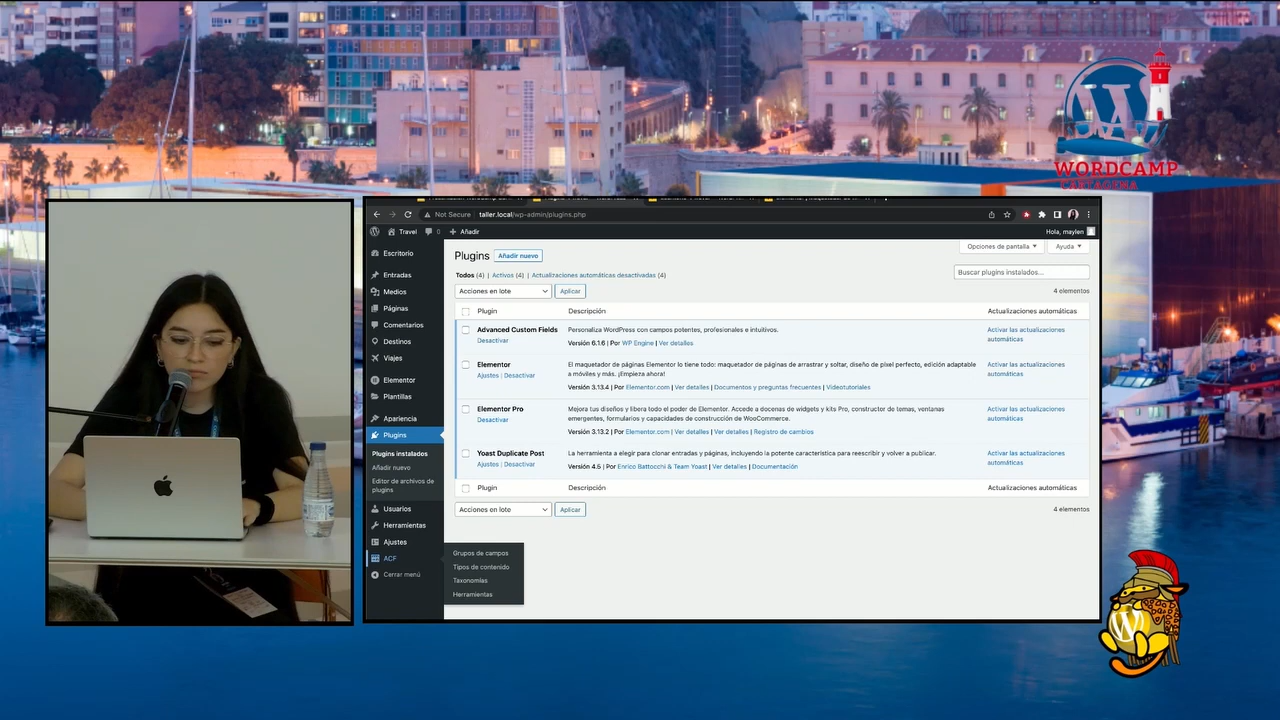 WORDCAMP
CARTAGENA
Not Secure
taller.local/wp-admin/plugins.php
Travel
0
Añadir
Hola, maylen
Escritorio
Entradas
Medios
Páginas
Comentarios
Destinos
Viajes
Elementor
Plantillas
Apariencia
Plugins
Plugins instalados
Añadir nuevo
Editor de archivos de
plugins
Usuarios
Herramientas
Ajustes
ACF
Cerrar menú
Grupos de campos
Tipos de contenido
Taxonomías
Herramientas
Opciones de pantalla
Ayuda
Plugins
Añadir nuevo
Todos (4) | Activos (4) | Actualizaciones automáticas desactivadas (4)
Buscar plugins instalados...
Acciones en lote
Aplicar
4 elementos
Plugin
Descripción
Actualizaciones automáticas
Advanced Custom Fields
Desactivar
Personaliza WordPress con campos potentes, profesionales e intuitivos.
Versión 6.1.6 | Por WP Engine | Ver detalles
Activar las actualizaciones
automáticas
Elementor
Ajustes | Desactivar
El maquetador de páginas Elementor lo tiene todo: maquetador de páginas de arrastrar y soltar, diseño de píxel perfecto, edición adaptable
a móviles y más. ¡Empieza ahora!
Versión 3.13.4 | Por Elementor.com | Ver detalles | Documentos y preguntas frecuentes | Videotutoriales
Activar las actualizaciones
automáticas
Elementor Pro
Desactivar
Mejora tus diseños y libera todo el poder de Elementor. Accede a docenas de widgets y kits Pro, constructor de temas, ventanas
emergentes, formularios y capacidades de construcción de WooCommerce.
Versión 3.13.2 | Por Elementor.com | Ver detalles | Ver detalles | Registro de cambios
Activar las actualizaciones
automáticas
Yoast Duplicate Post
Ajustes | Desactivar
La herramienta a elegir para clonar entradas y páginas, incluyendo la potente característica para reescribir y volver a publicar.
Versión 4.5 | Por Enrico Battocchi & Team Yoast | Ver detalles | Documentación
Activar las actualizaciones
automáticas
Plugin
Descripción
Actualizaciones automáticas
Acciones en lote
Aplicar
4 elementos